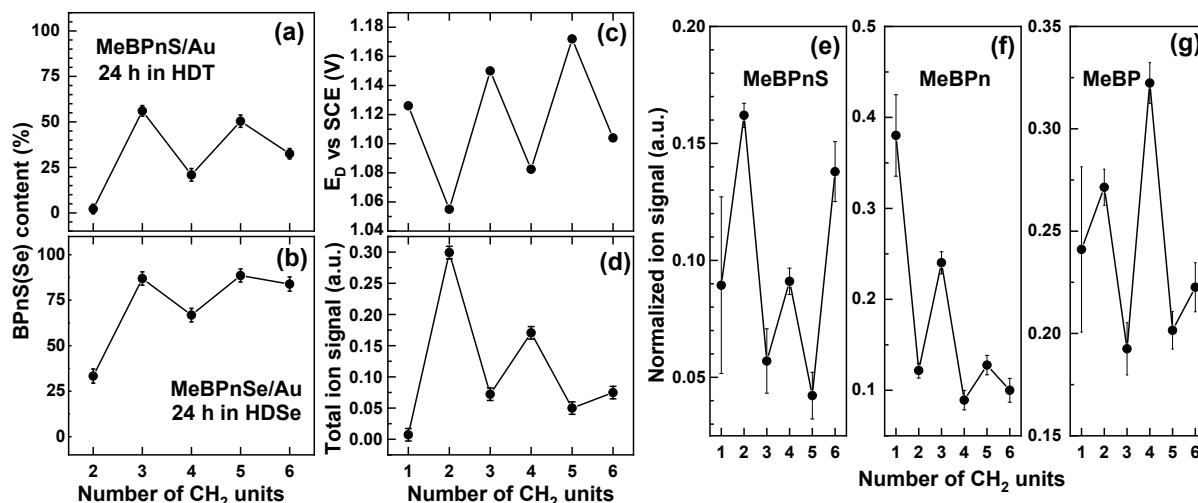 BPnS(Se) content (%)
(a)
MeBPnS/Au
24 h in HDT
100
75
50
25
0
(b)
MeBPnSe/Au
24 h in HDSe
100
75
50
25
0
2 3 4 5 6
Number of CH₂ units
(c)
E_D vs SCE (V)
1.18
1.16
1.14
1.12
1.10
1.08
1.06
1.04
(d)
Total ion signal (a.u.)
0.30
0.25
0.20
0.15
0.10
0.05
0.00
1 2 3 4 5 6
Number of CH₂ units
Normalized ion signal (a.u.)
(e)
MeBPnS
0.20
0.15
0.10
0.05
1 2 3 4 5 6
(f)
MeBPn
0.5
0.4
0.3
0.2
0.1
1 2 3 4 5 6
(g)
MeBP
0.35
0.30
0.25
0.20
0.15
1 2 3 4 5 6
Number of CH₂ units